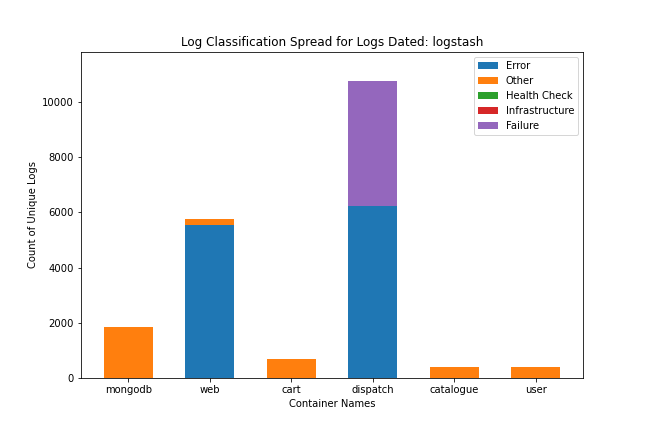 Log Classification Spread for Logs Dated: logstash
Error
Other
Health Check
Infrastructure
Failure
10000
8000
6000
4000
2000
0
Count of Unique Logs
mongodb web cart dispatch catalogue user
Container Names